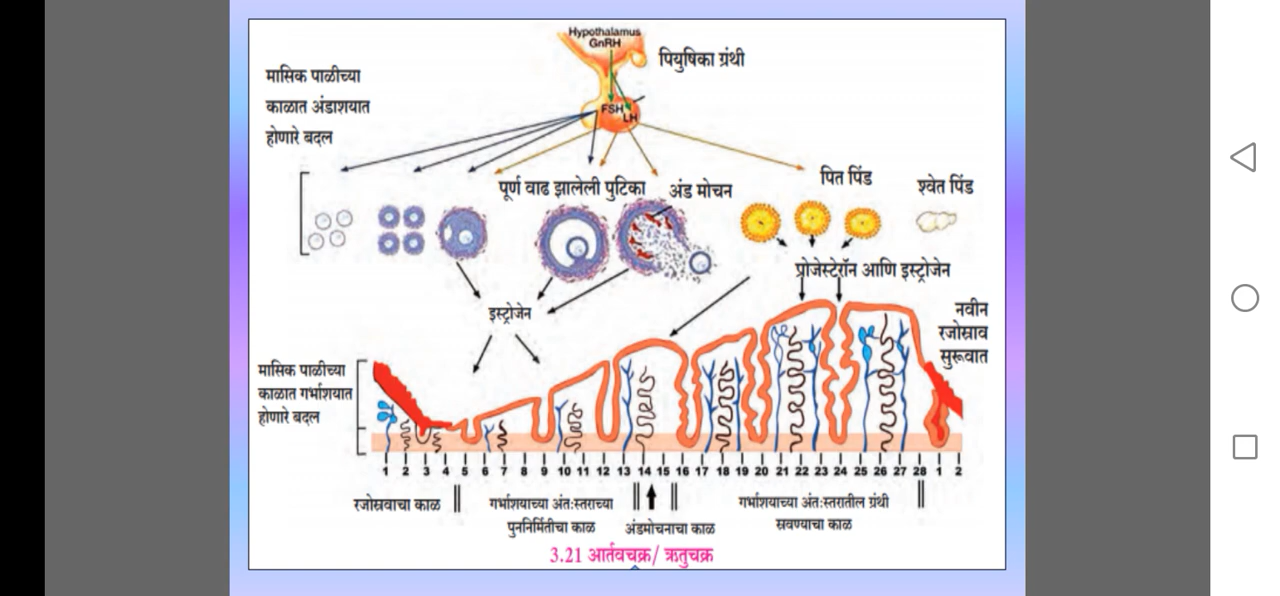 Hypothalamus
GnRH
पियुषिका ग्रंथी
मासिक पाळीच्या
काळात अंडाशयात
होणारे बदल
FSH
LH
पूर्ण वाढ झालेली पुटिका
अंड मोचन
पित पिंड
श्वेत पिंड
प्रोजेस्टेरॉन आणि इस्ट्रोजेन
इस्ट्रोजेन
नवीन
रजोस्राव
सुरूवात
मासिक पाळीच्या
काळात गर्भाशयात
होणारे बदल
1 2 3 4 5 6 7 8 9 10 11 12 13 14 15 16 17 18 19 20 21 22 23 24 25 26 27 28 1 2
रजोस्रवाचा काळ
गर्भाशयाच्या अंत:स्तराच्या
पुननिर्मितीचा काळ
अंडमोचनाचा काळ
गर्भाशयाच्या अंत:स्तरातील ग्रंथी
स्रवण्याचा काळ
3.21 आर्तवचक्र/ ऋतुचक्र